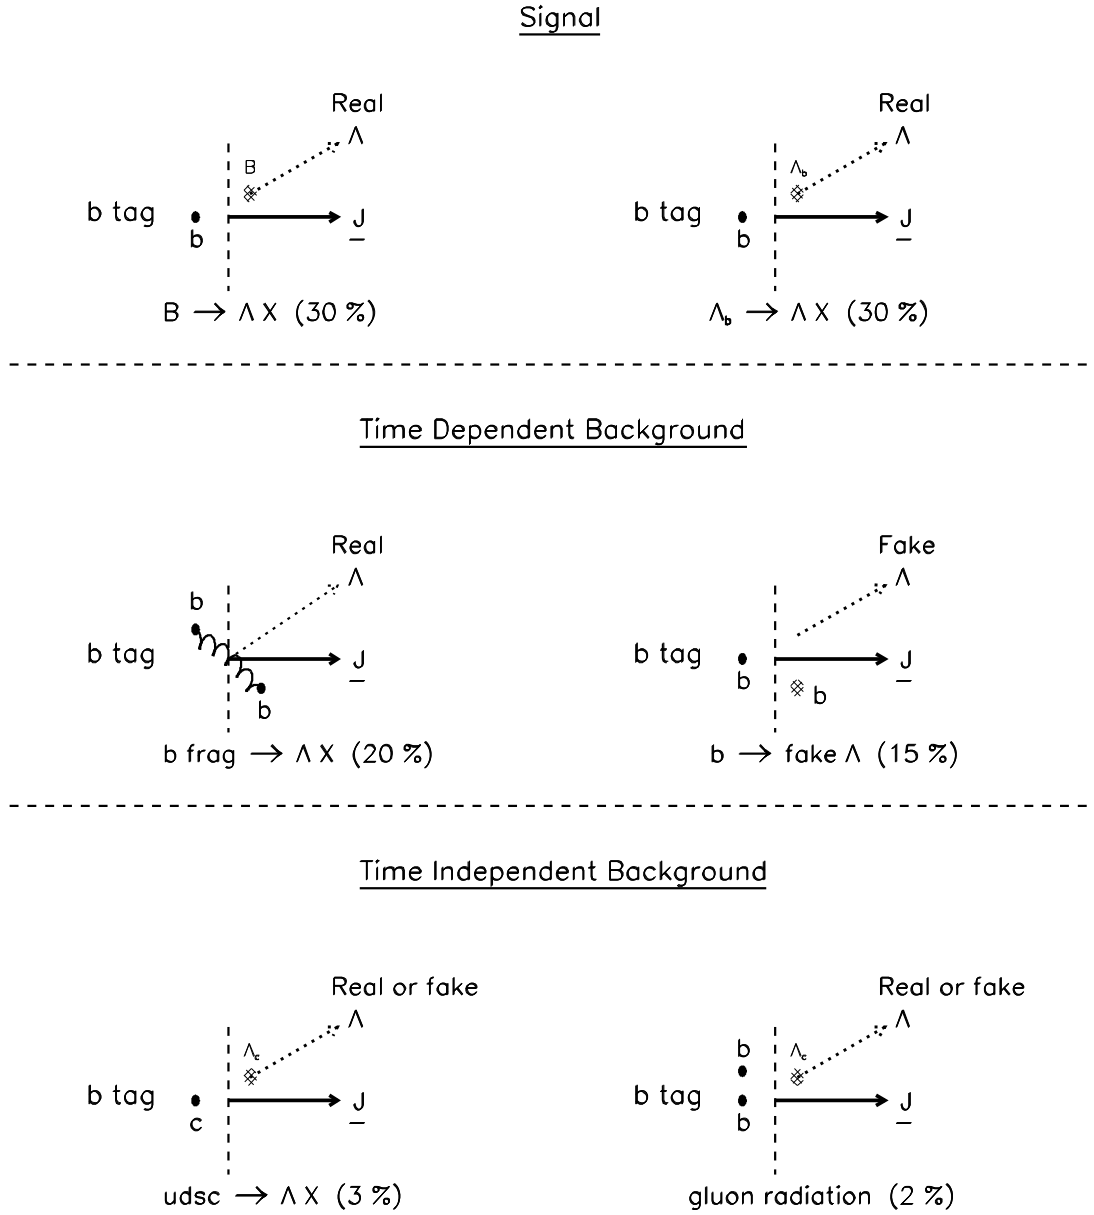 Signal
Real
Λ
B
b tag
b
J
B → Λ X (30 %)
Real
Λ
Λb
b tag
b
J
Λb → Λ X (30 %)
Time Dependent Background
Real
Λ
b
b tag
J
b
b frag → Λ X (20 %)
Fake
Λ
b tag
b
J
b
b → fake Λ (15 %)
Time Independent Background
Real or fake
Λ
Λc
b tag
c
J
udsc → Λ X (3 %)
Real or fake
Λ
b
Λc
b tag
b
J
gluon radiation (2 %)